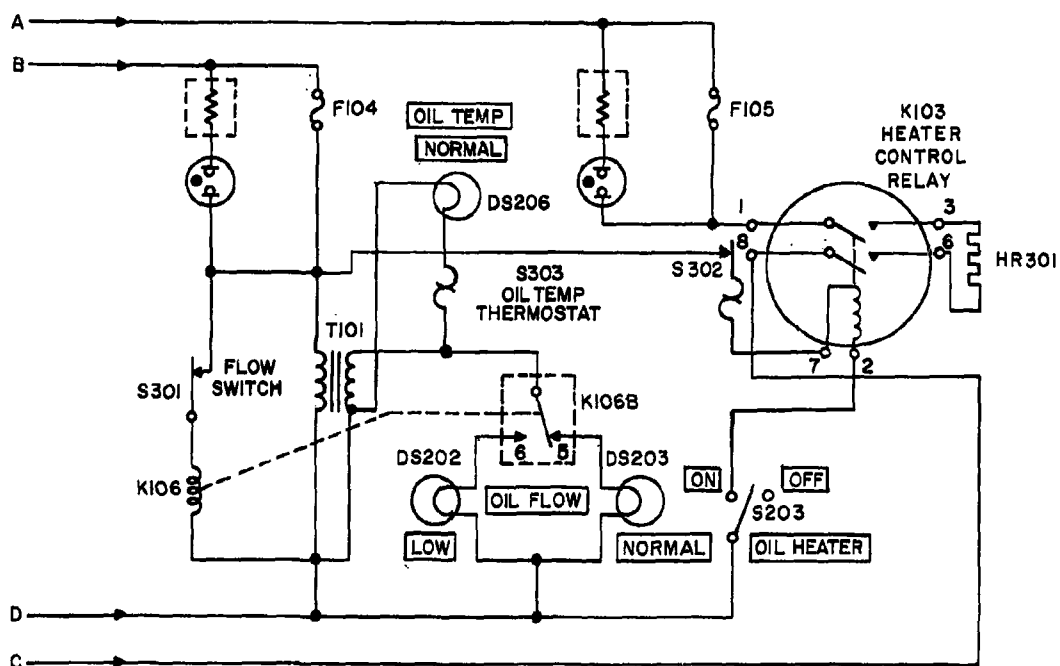 A
B
F104
OIL TEMP
NORMAL
DS206
F105
K103
HEATER
CONTROL
RELAY
1
3
8
6
S302
HR301
S303
OIL TEMP
THERMOSTAT
T101
FLOW
SWITCH
S301
7
2
K106B
6
5
DS202
DS203
K106
OIL FLOW
LOW
NORMAL
ON
OFF
S203
OIL HEATER
D
C